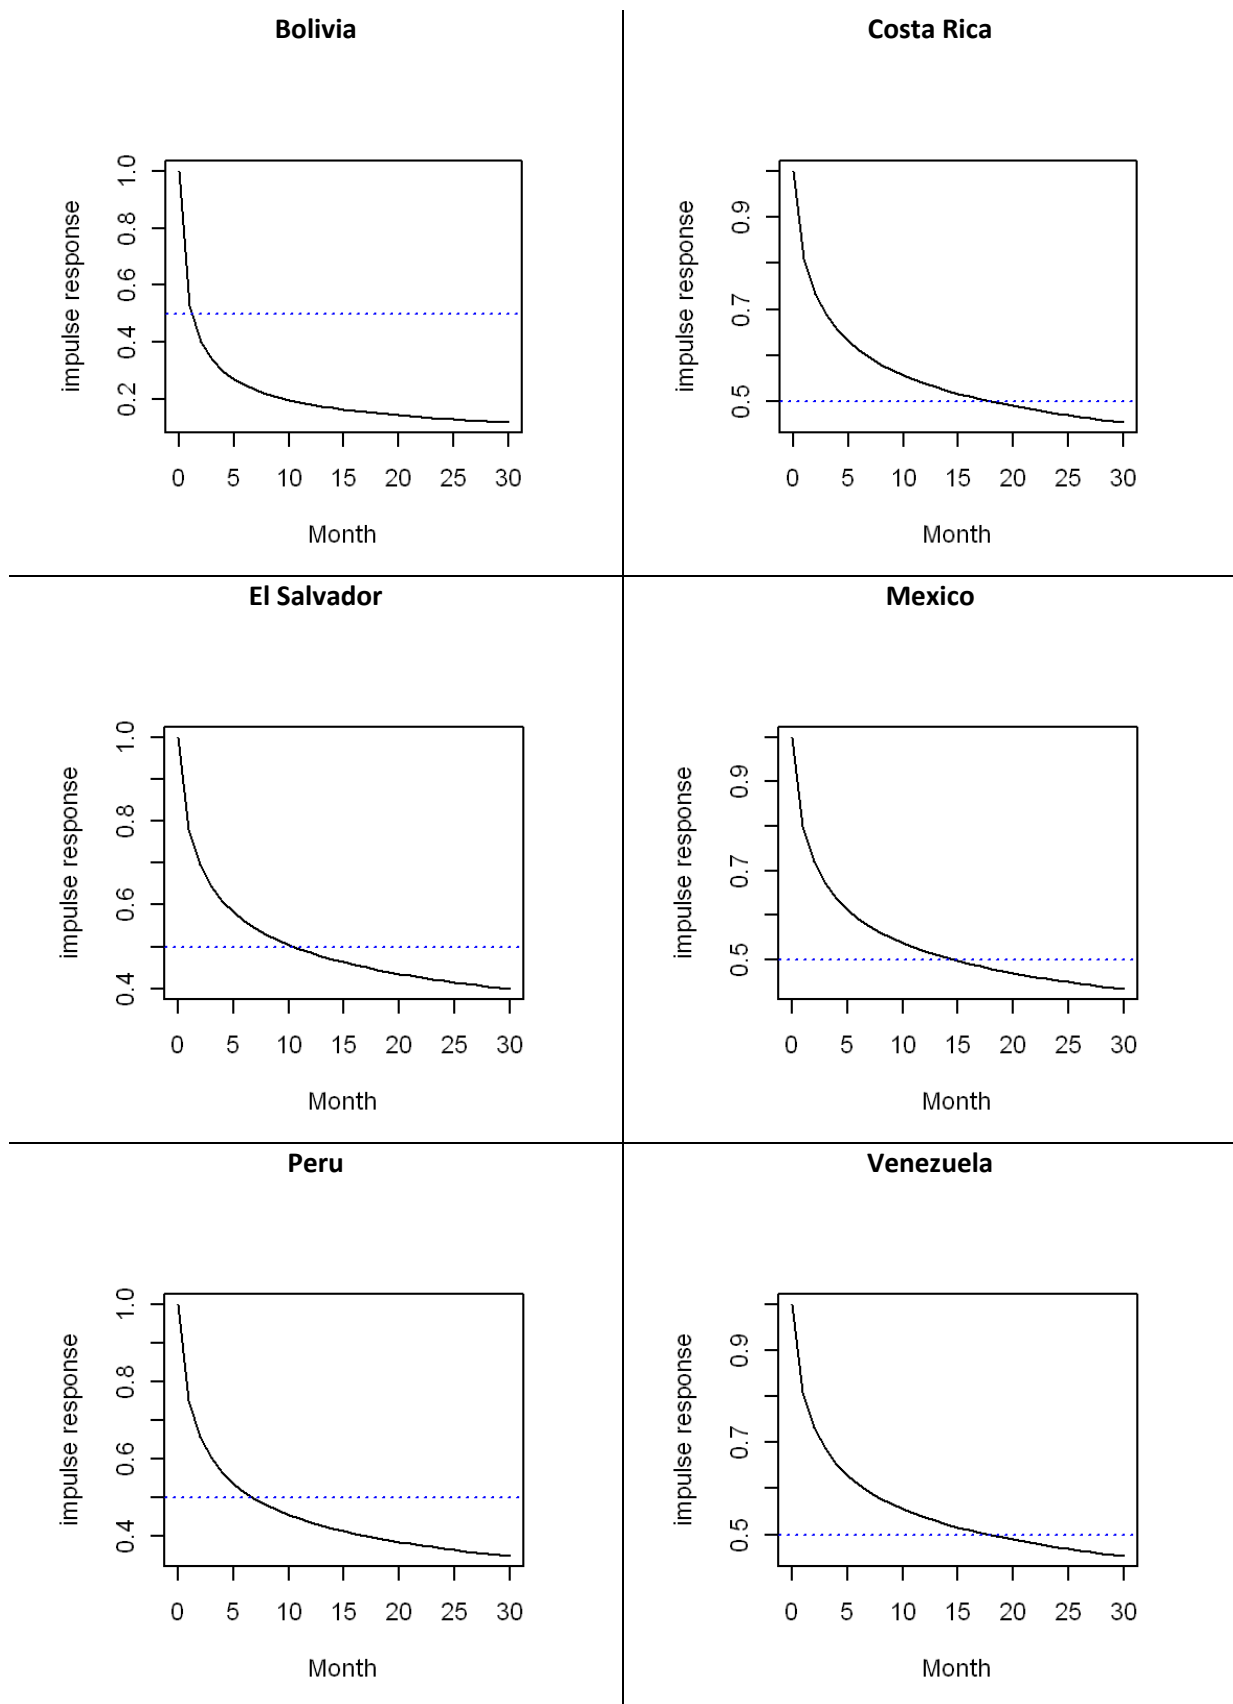 Bolivia
impulse response
1.0
0.8
0.6
0.4
0.2
0 5 10 15 20 25 30
Month
Costa Rica
impulse response
0.9
0.7
0.5
0 5 10 15 20 25 30
Month
El Salvador
impulse response
1.0
0.8
0.6
0.4
0 5 10 15 20 25 30
Month
Mexico
impulse response
0.9
0.7
0.5
0 5 10 15 20 25 30
Month
Peru
impulse response
1.0
0.8
0.6
0.4
0 5 10 15 20 25 30
Month
Venezuela
impulse response
0.9
0.7
0.5
0 5 10 15 20 25 30
Month